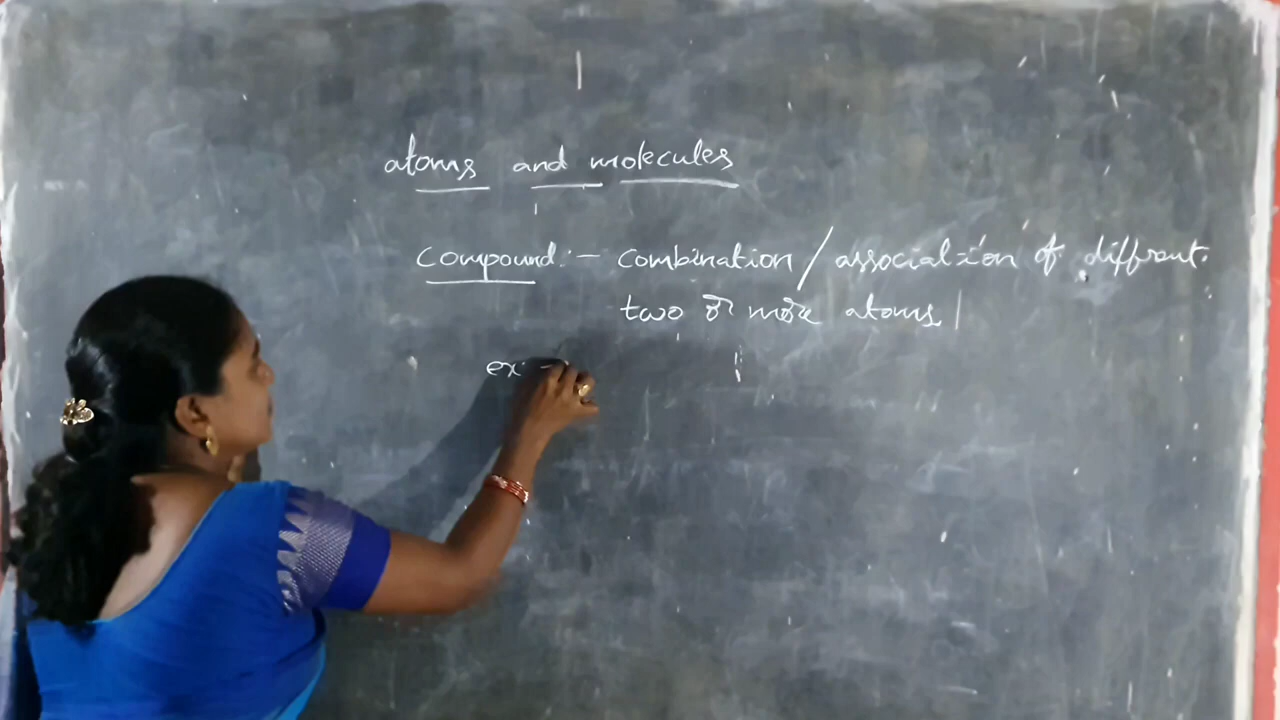 atoms and molecules
compound:- combination/association of diffrent.
two or more atoms
ex:-